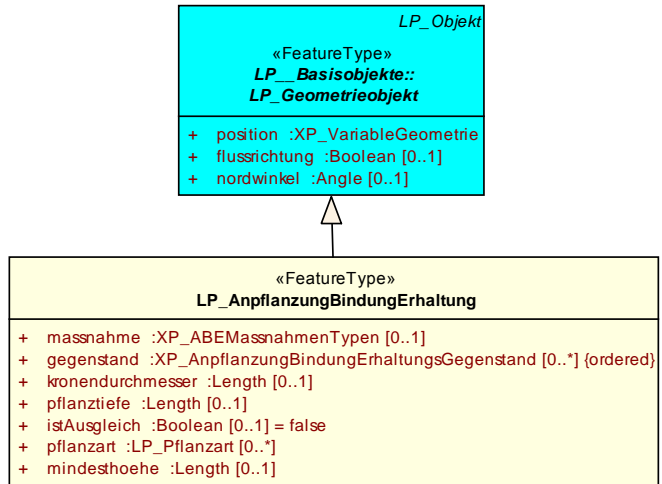 LP_Objekt
«FeatureType»
LP__Basisobjekte::
LP_Geometrieobjekt
+ position :XP_VariableGeometrie
+ flussrichtung :Boolean [0..1]
+ nordwinkel :Angle [0..1]
«FeatureType»
LP_AnpflanzungBindungErhaltung
+ massnahme :XP_ABEMassnahmenTypen [0..1]
+ gegenstand :XP_AnpflanzungBindungErhaltungsGegenstand [0..*] {ordered}
+ kronendurchmesser :Length [0..1]
+ pflanztiefe :Length [0..1]
+ istAusgleich :Boolean [0..1] = false
+ pflanzart :LP_Pflanzart [0..*]
+ mindesthoehe :Length [0..1]